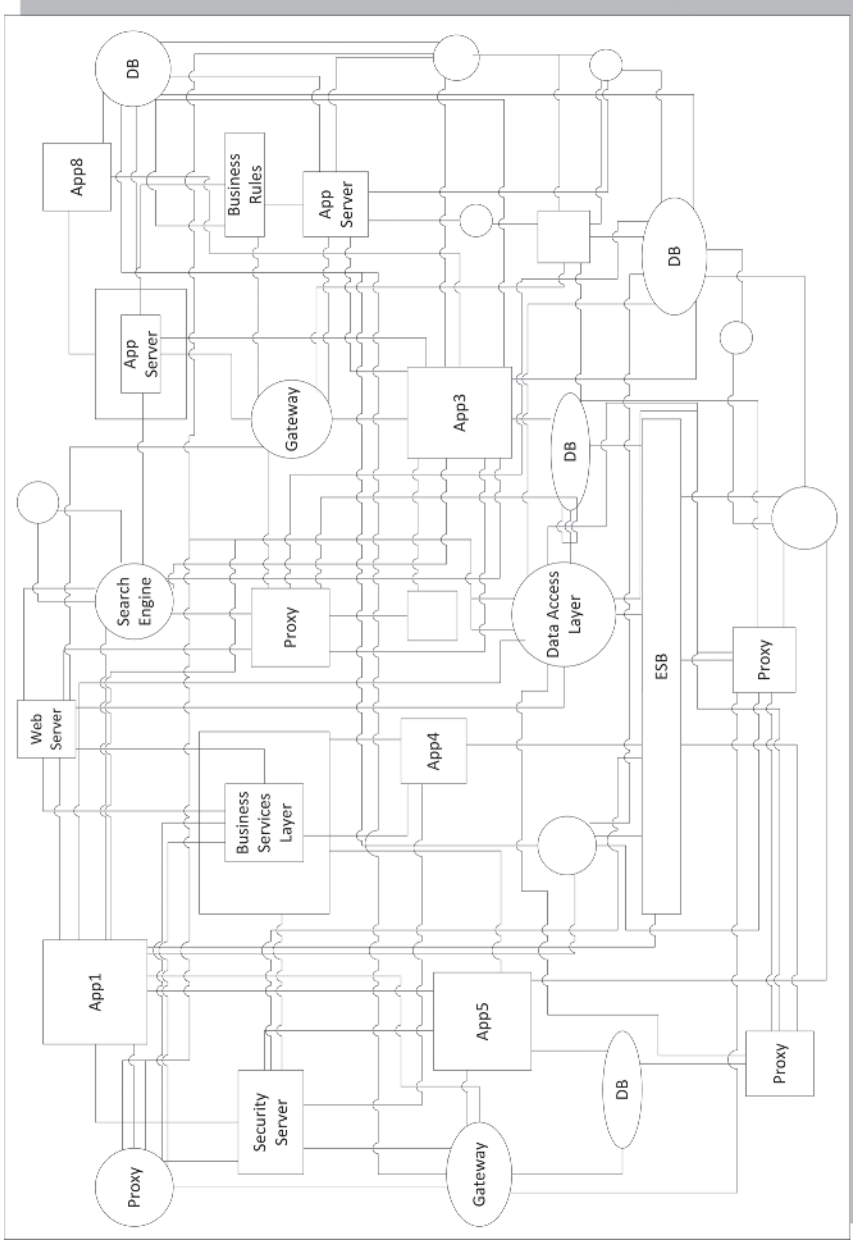 Proxy
App1
Web
Server
Search
Engine
App
Server
App8
DB
Security
Server
Business
Services
Layer
Proxy
Gateway
Business
Rules
App
Server
Gateway
App5
App4
App3
DB
Data Access
Layer
DB
DB
ESB
Proxy
Proxy